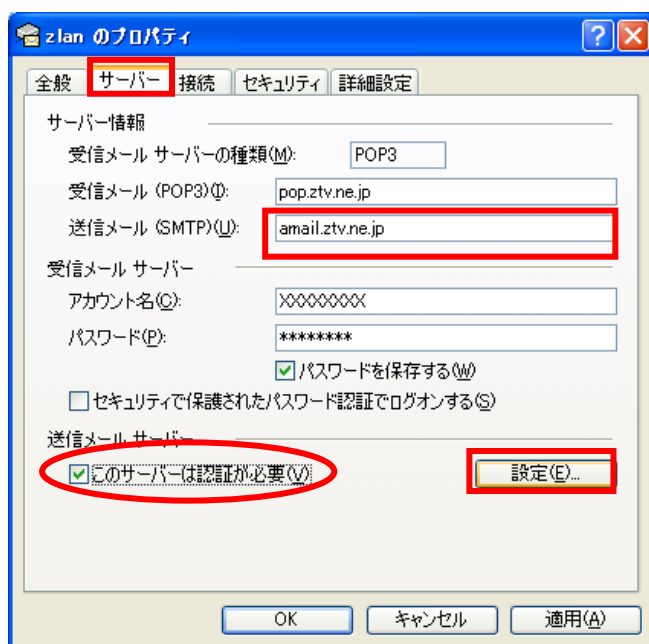 zlan のプロパティ
全般 サーバー 接続 セキュリティ 詳細設定
サーバー情報
受信メール サーバーの種類(M): POP3
受信メール (POP3)(I): pop.ztv.ne.jp
送信メール (SMTP)(U): amail.ztv.ne.jp
受信メール サーバー
アカウント名(C): XXXXXXXX
パスワード(P): ********
パスワードを保存する(W)
セキュリティで保護されたパスワード認証でログオンする(S)
送信メール サーバー
このサーバーは認証が必要(V) 設定(E)...
OK キャンセル 適用(A)